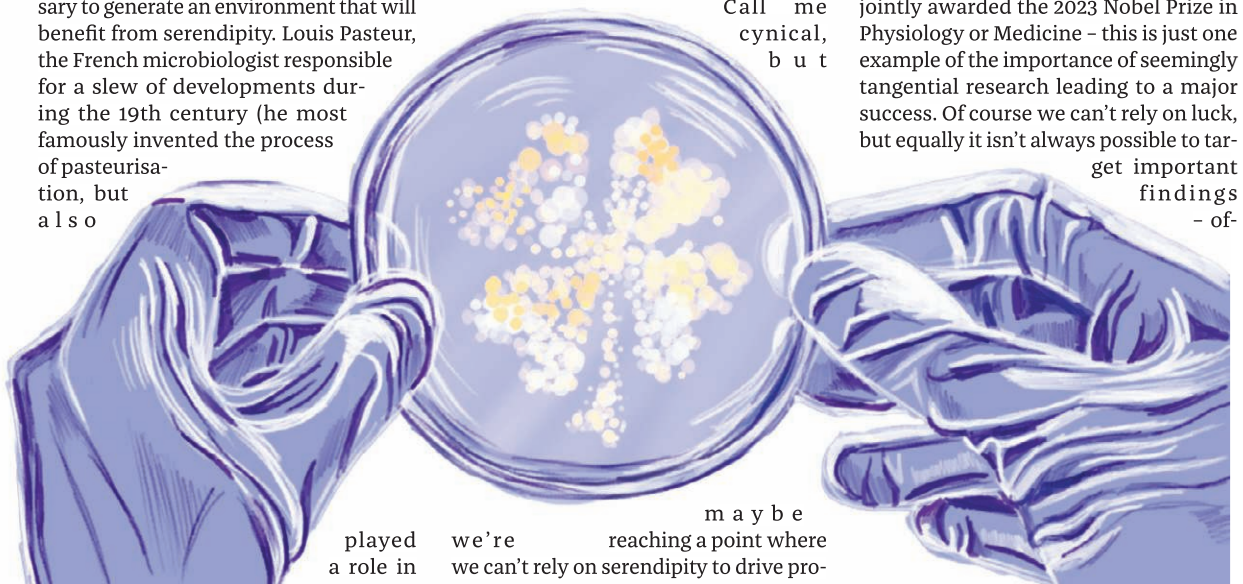 sary to generate an environment that will
benefit from serendipity. Louis Pasteur,
the French microbiologist responsible
for a slew of developments dur-
ing the 19th century (he most
famously invented the process
of pasteurisa-
tion, but
also
played
a role in
Call me
cynical,
but
maybe
we're reaching a point where
we can't rely on serendipity to drive pro-
jointly awarded the 2023 Nobel Prize in
Physiology or Medicine – this is just one
example of the importance of seemingly
tangential research leading to a major
success. Of course we can't rely on luck,
but equally it isn't always possible to tar-
get important
findings
– of-